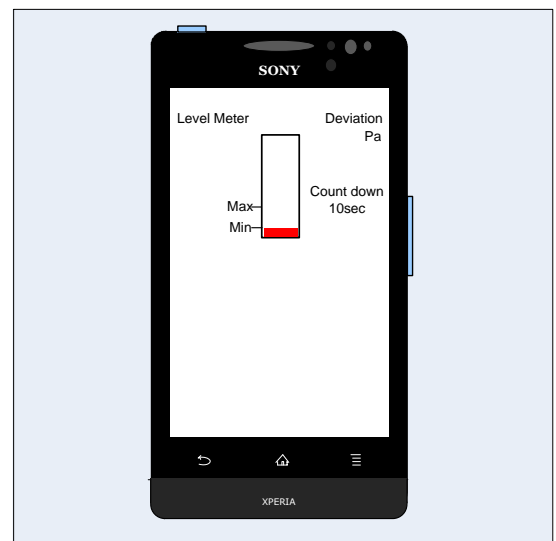 SONY
Level Meter
Deviation
Pa
Count down
10sec
Max
Min
XPERIA